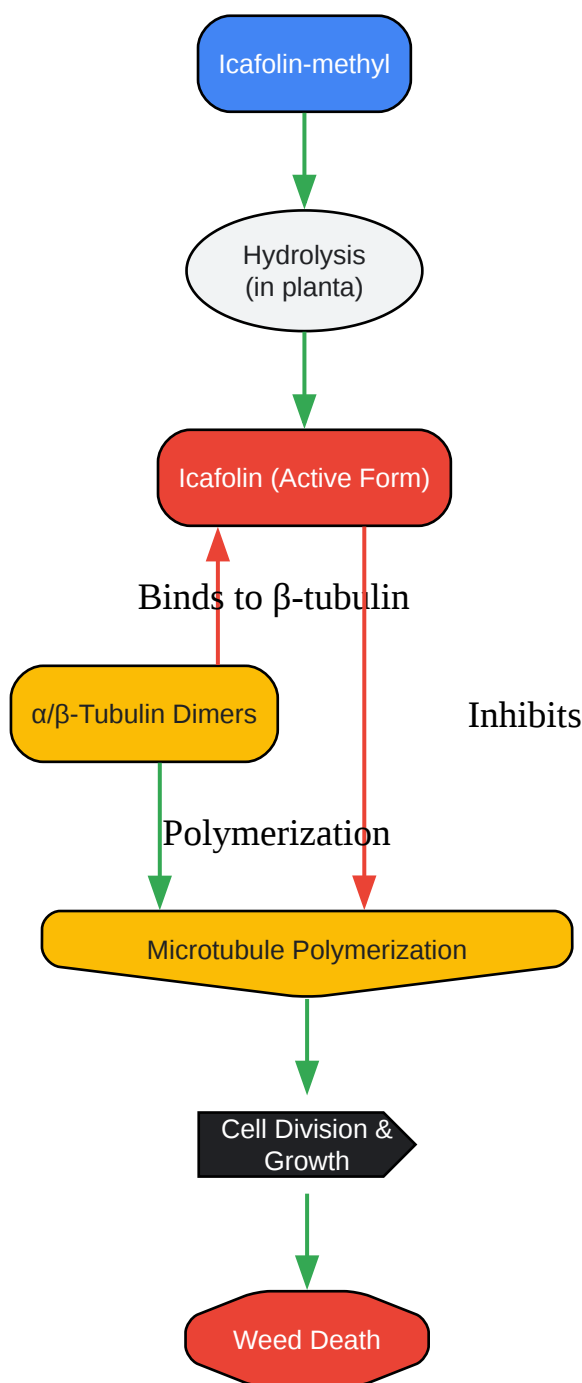 Icafolin-methyl
Hydrolysis
(in planta)
Icafolin (Active Form)
Binds to β-tubulin
α/β-Tubulin Dimers
Inhibits
Polymerization
Microtubule Polymerization
Cell Division &
Growth
Weed Death